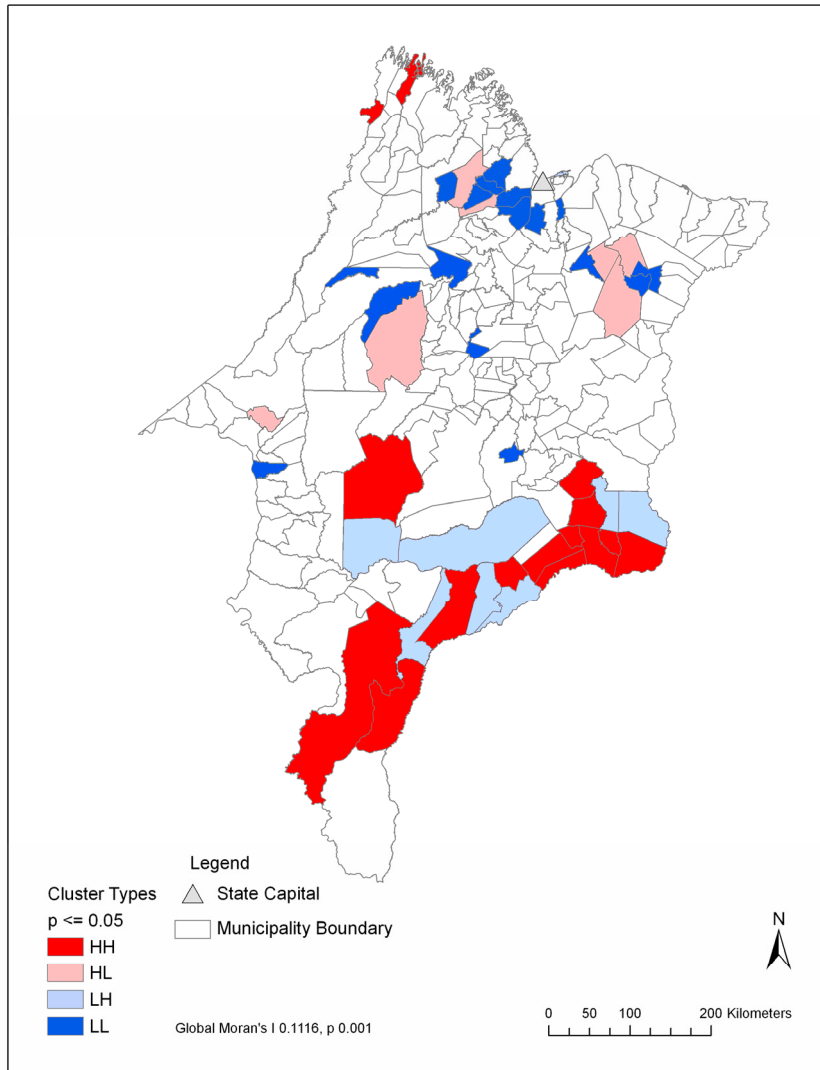 Legend
Cluster Types
State Capital
p <= 0.05
Municipality Boundary
HH
HL
LH
LL
Global Moran's I 0.1116, p 0.001
N
0 50 100 200 Kilometers